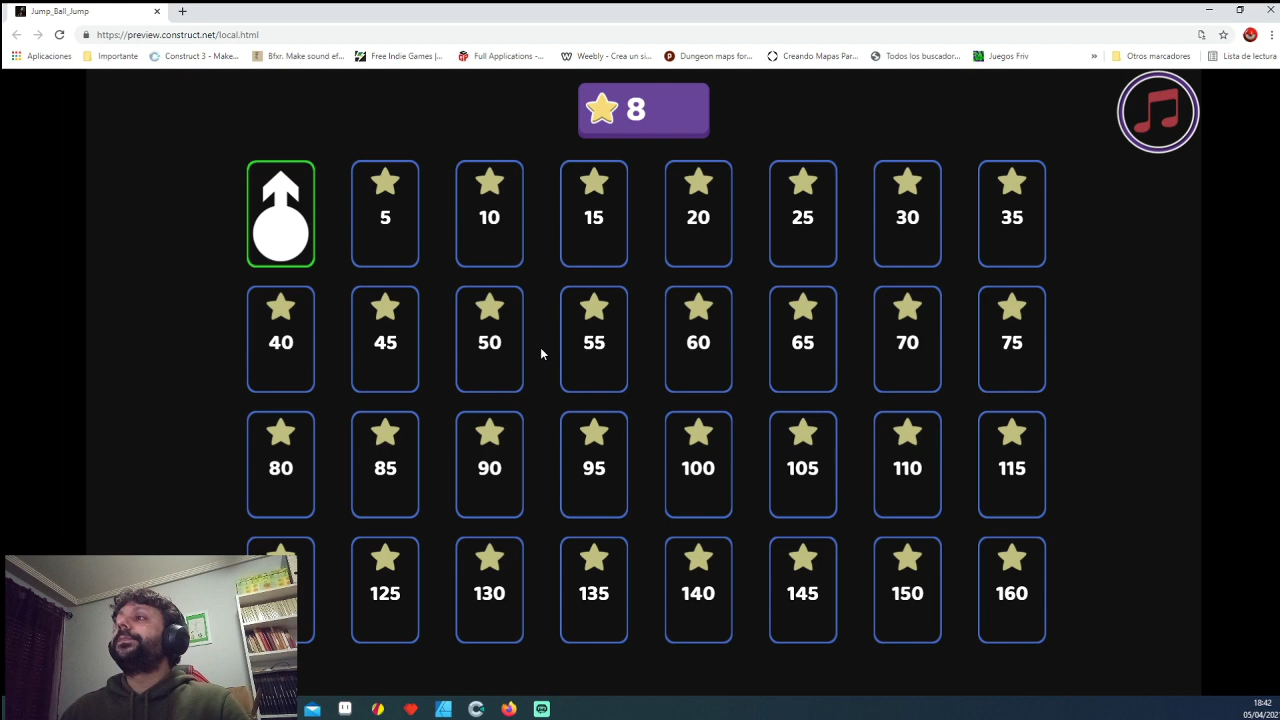 Jump_Ball_Jump
https://preview.construct.net/local.html
Aplicaciones Importante Construct 3 - Make... Bfxr. Make sound ef... Free Indie Games |... Full Applications -... Weebly - Crea un si... Dungeon maps for... Creando Mapas Par... Todos los buscador... Juegos Friv » Otros marcadores Lista de lectura
8
5 10 15 20 25 30 35
40 45 50 55 60 65 70 75
80 85 90 95 100 105 110 115
125 130 135 140 145 150 160
18:42